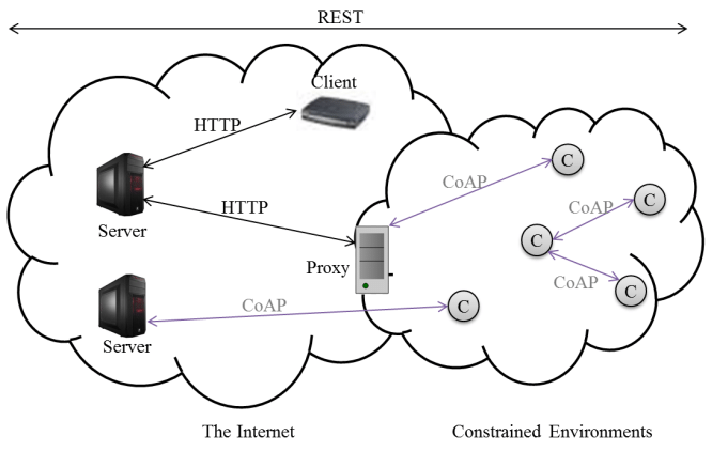 REST
Client
HTTP
C
CoAP
C
CoAP
HTTP
Server
C
Proxy
CoAP
C
CoAP
C
Server
The Internet
Constrained Environments